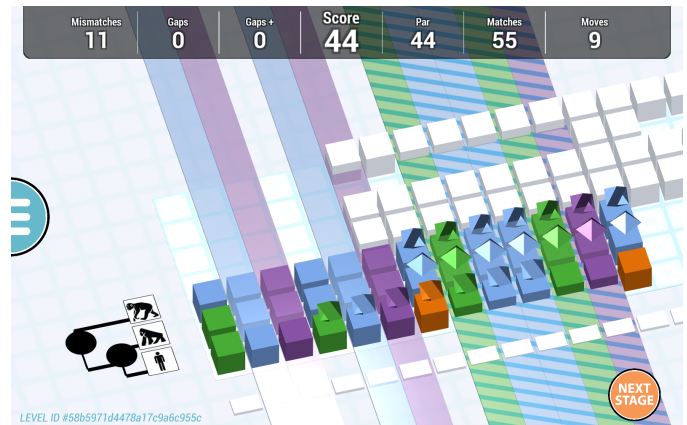 Mismatches Gaps Gaps + Score Par Matches Moves
11 0 0 44 44 55 9
NEXT
STAGE
LEVEL ID #58b5971d4478a17c9a6c955c